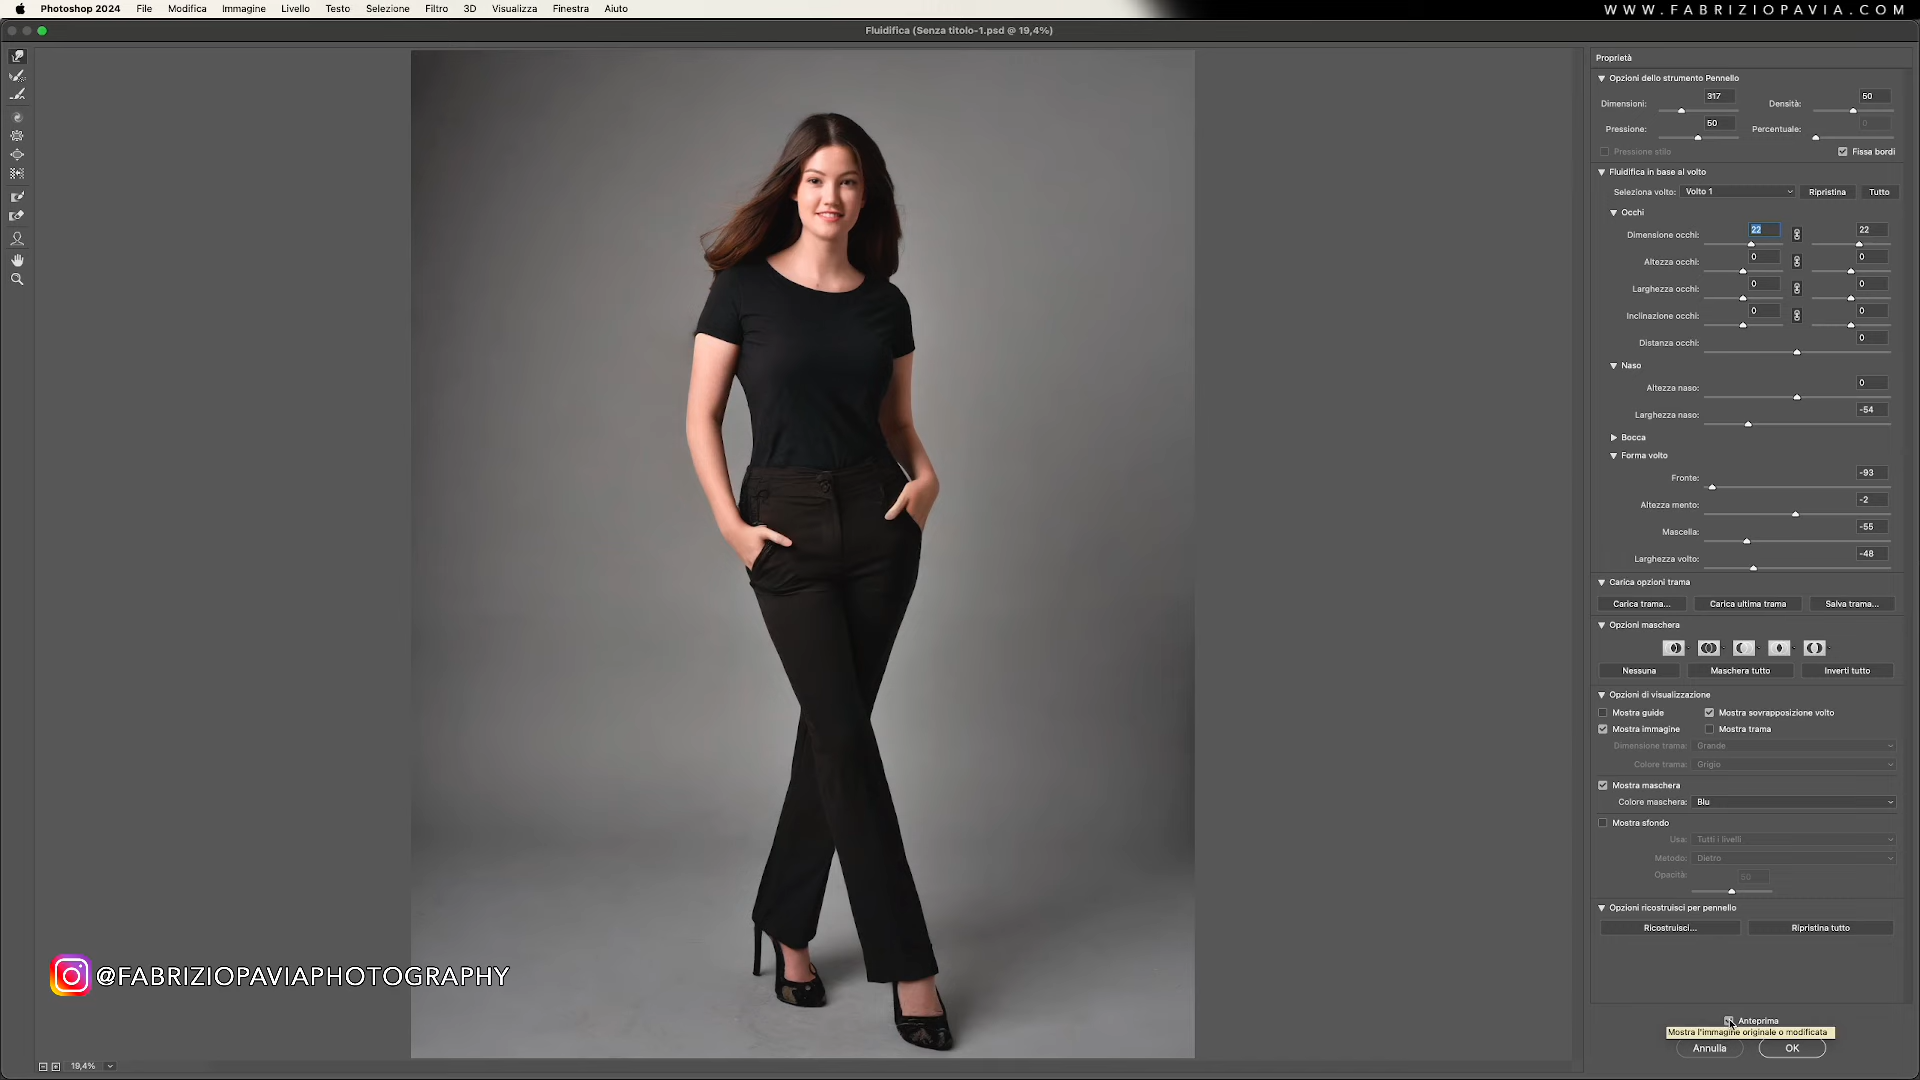 Photoshop 2024 File Modifica Immagine Livello Testo Selezione Filtro 3D Visualizza Finestra Aiuto
WWW.FABRIZIOPAVIA.COM
Fluidifica (Senza titolo-1.psd @ 19,4%)
Proprietà
Opzioni dello strumento Pennello
Dimensioni: 317 Densità: 50
Pressione: 50 Percentuale: 0
Pressione stilo Fissa bordi
Fluidifica in base al volto
Seleziona volto: Volto 1 Ripristina Tutto
Occhi
Dimensione occhi: 22 22
Altezza occhi: 0 0
Larghezza occhi: 0 0
Inclinazione occhi: 0 0
Distanza occhi: 0
Naso
Altezza naso: 0
Larghezza naso: -54
Bocca
Forma volto
Fronte: -93
Altezza mento: -2
Mascella: -55
Larghezza volto: -48
Carica opzioni trama
Carica trama... Carica ultima trama Salva trama...
Opzioni maschera
Nessuna Maschera tutto Inverti tutto
Opzioni di visualizzazione
Mostra guide Mostra sovrapposizione volto
Mostra immagine Mostra trama
Dimensione trama: Grande
Colore trama: Grigio
Mostra maschera
Colore maschera: Blu
Mostra sfondo
Usa: Tutti i livelli
Metodo: Dietro
Opacità: 50
Opzioni ricostruisci per pennello
Ricostruisci... Ripristina tutto
@FABRIZIOPAVIAPHOTOGRAPHY
Anteprima
Mostra l'immagine originale o modificata
Annulla OK
19,4%